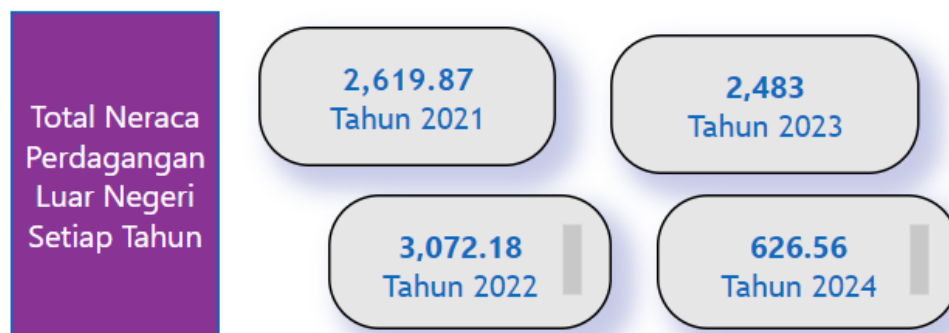 Total Neraca
Perdagangan
Luar Negeri
Setiap Tahun
2,619.87
Tahun 2021
2,483
Tahun 2023
3,072.18
Tahun 2022
626.56
Tahun 2024